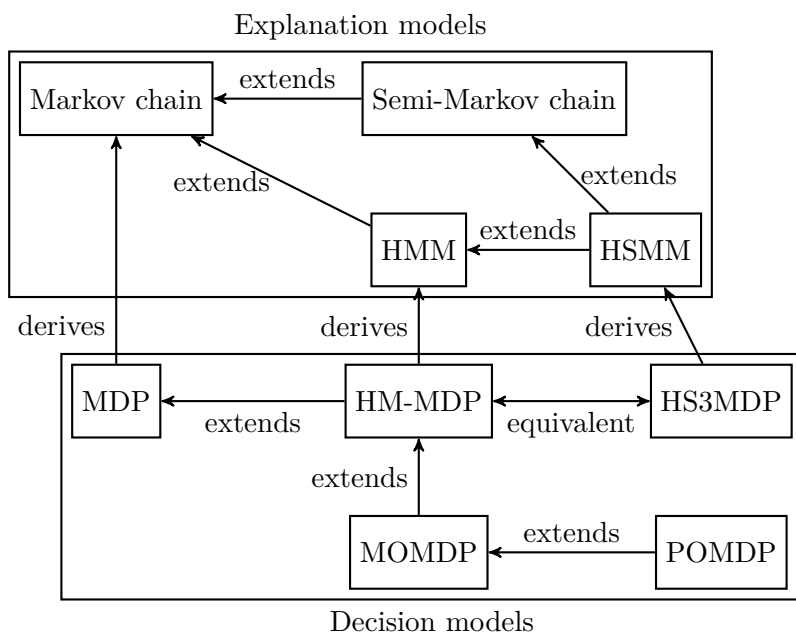 Explanation models
Markov chain
extends
Semi-Markov chain
extends
extends
HMM
extends
HSMM
derives
derives
derives
MDP
extends
HM-MDP
equivalent
HS3MDP
extends
MOMDP
extends
POMDP
Decision models